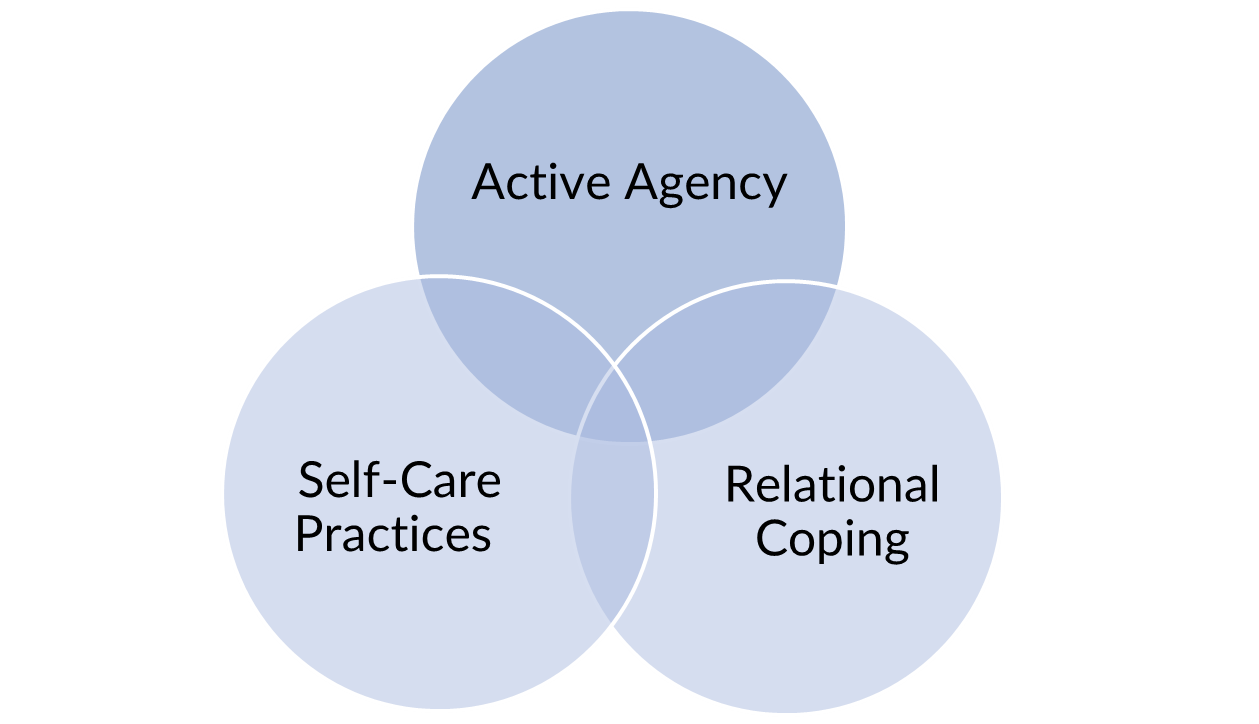 Active Agency
Self-Care
Practices
Relational
Coping